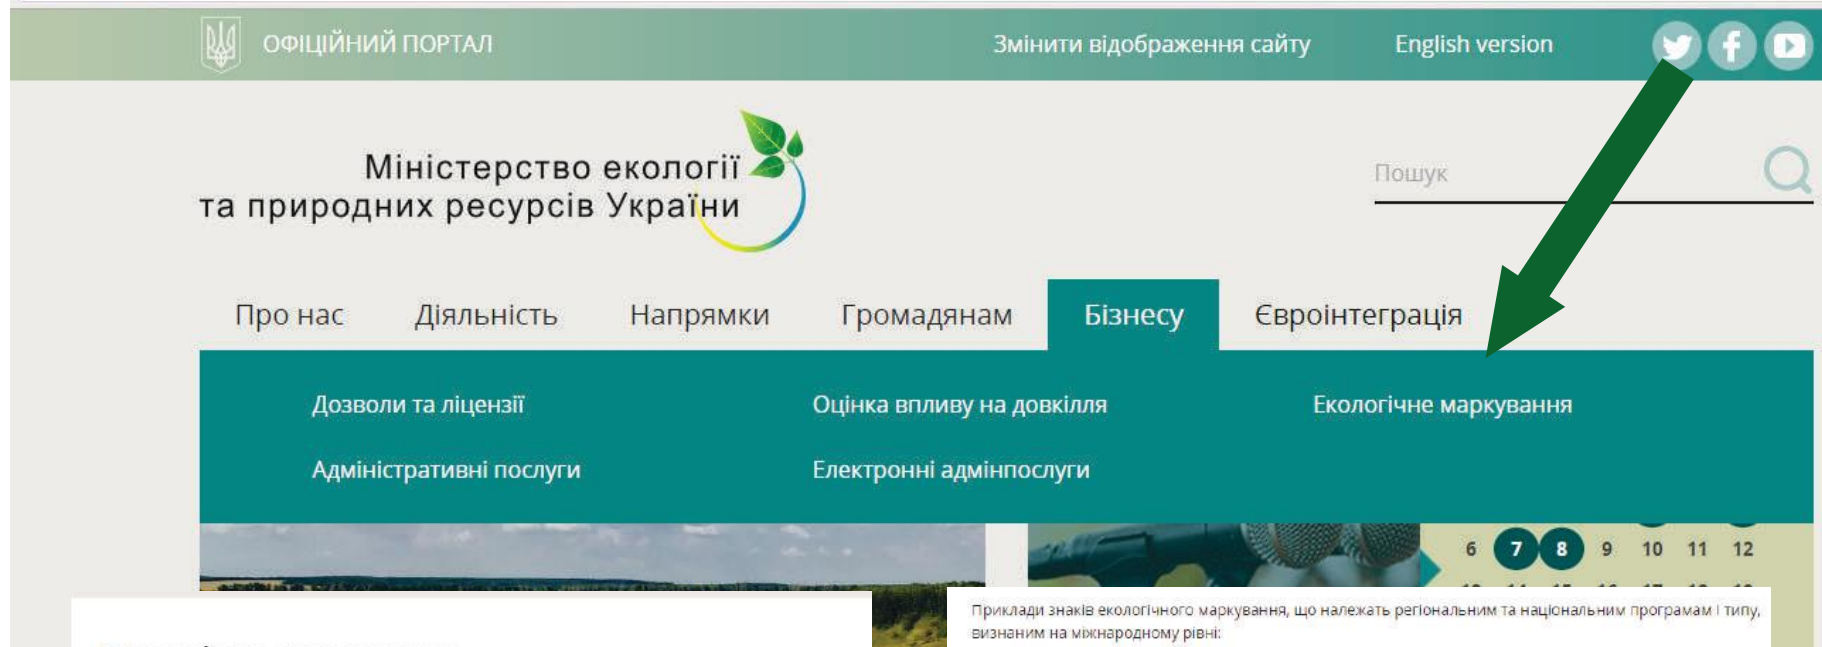 ОФІЦІЙНИЙ ПОРТАЛ
Змінити відображення сайту
English version
Міністерство екології
та природних ресурсів України
Пошук
Про нас
Діяльність
Напрямки
Громадянам
Бізнесу
Євроінтеграція
Дозволи та ліцензії
Оцінка впливу на довкілля
Екологічне маркування
Адміністративні послуги
Електронні адмінпослуги
6 7 8 9 10 11 12
Приклади знаків екологічного маркування, що належать регіональним та національним програмам І типу,
визнаним на міжнародному рівні: